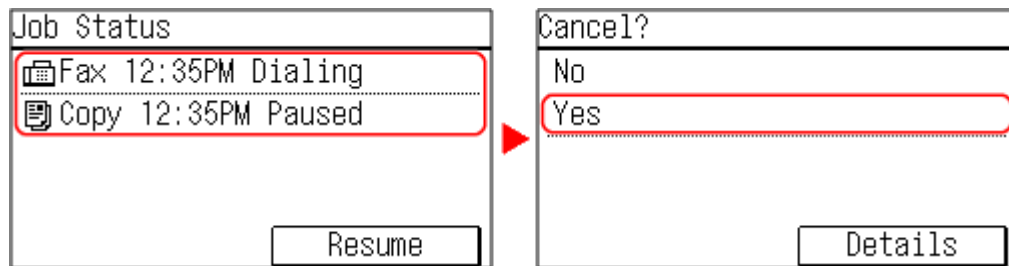 Job Status
Fax 12:35PM Dialing
Copy 12:35PM Paused
Resume
Cancel?
No
Yes
Details